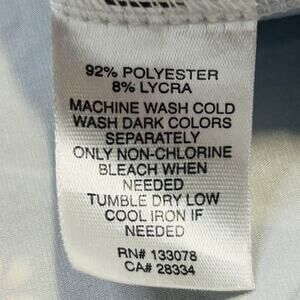 92% POLYESTER
8% LYCRA
MACHINE WASH COLD
WASH DARK COLORS
SEPARATELY
ONLY NON-CHLORINE
BLEACH WHEN
NEEDED
TUMBLE DRY LOW
COOL IRON IF
NEEDED
RN# 133078
CA# 28334